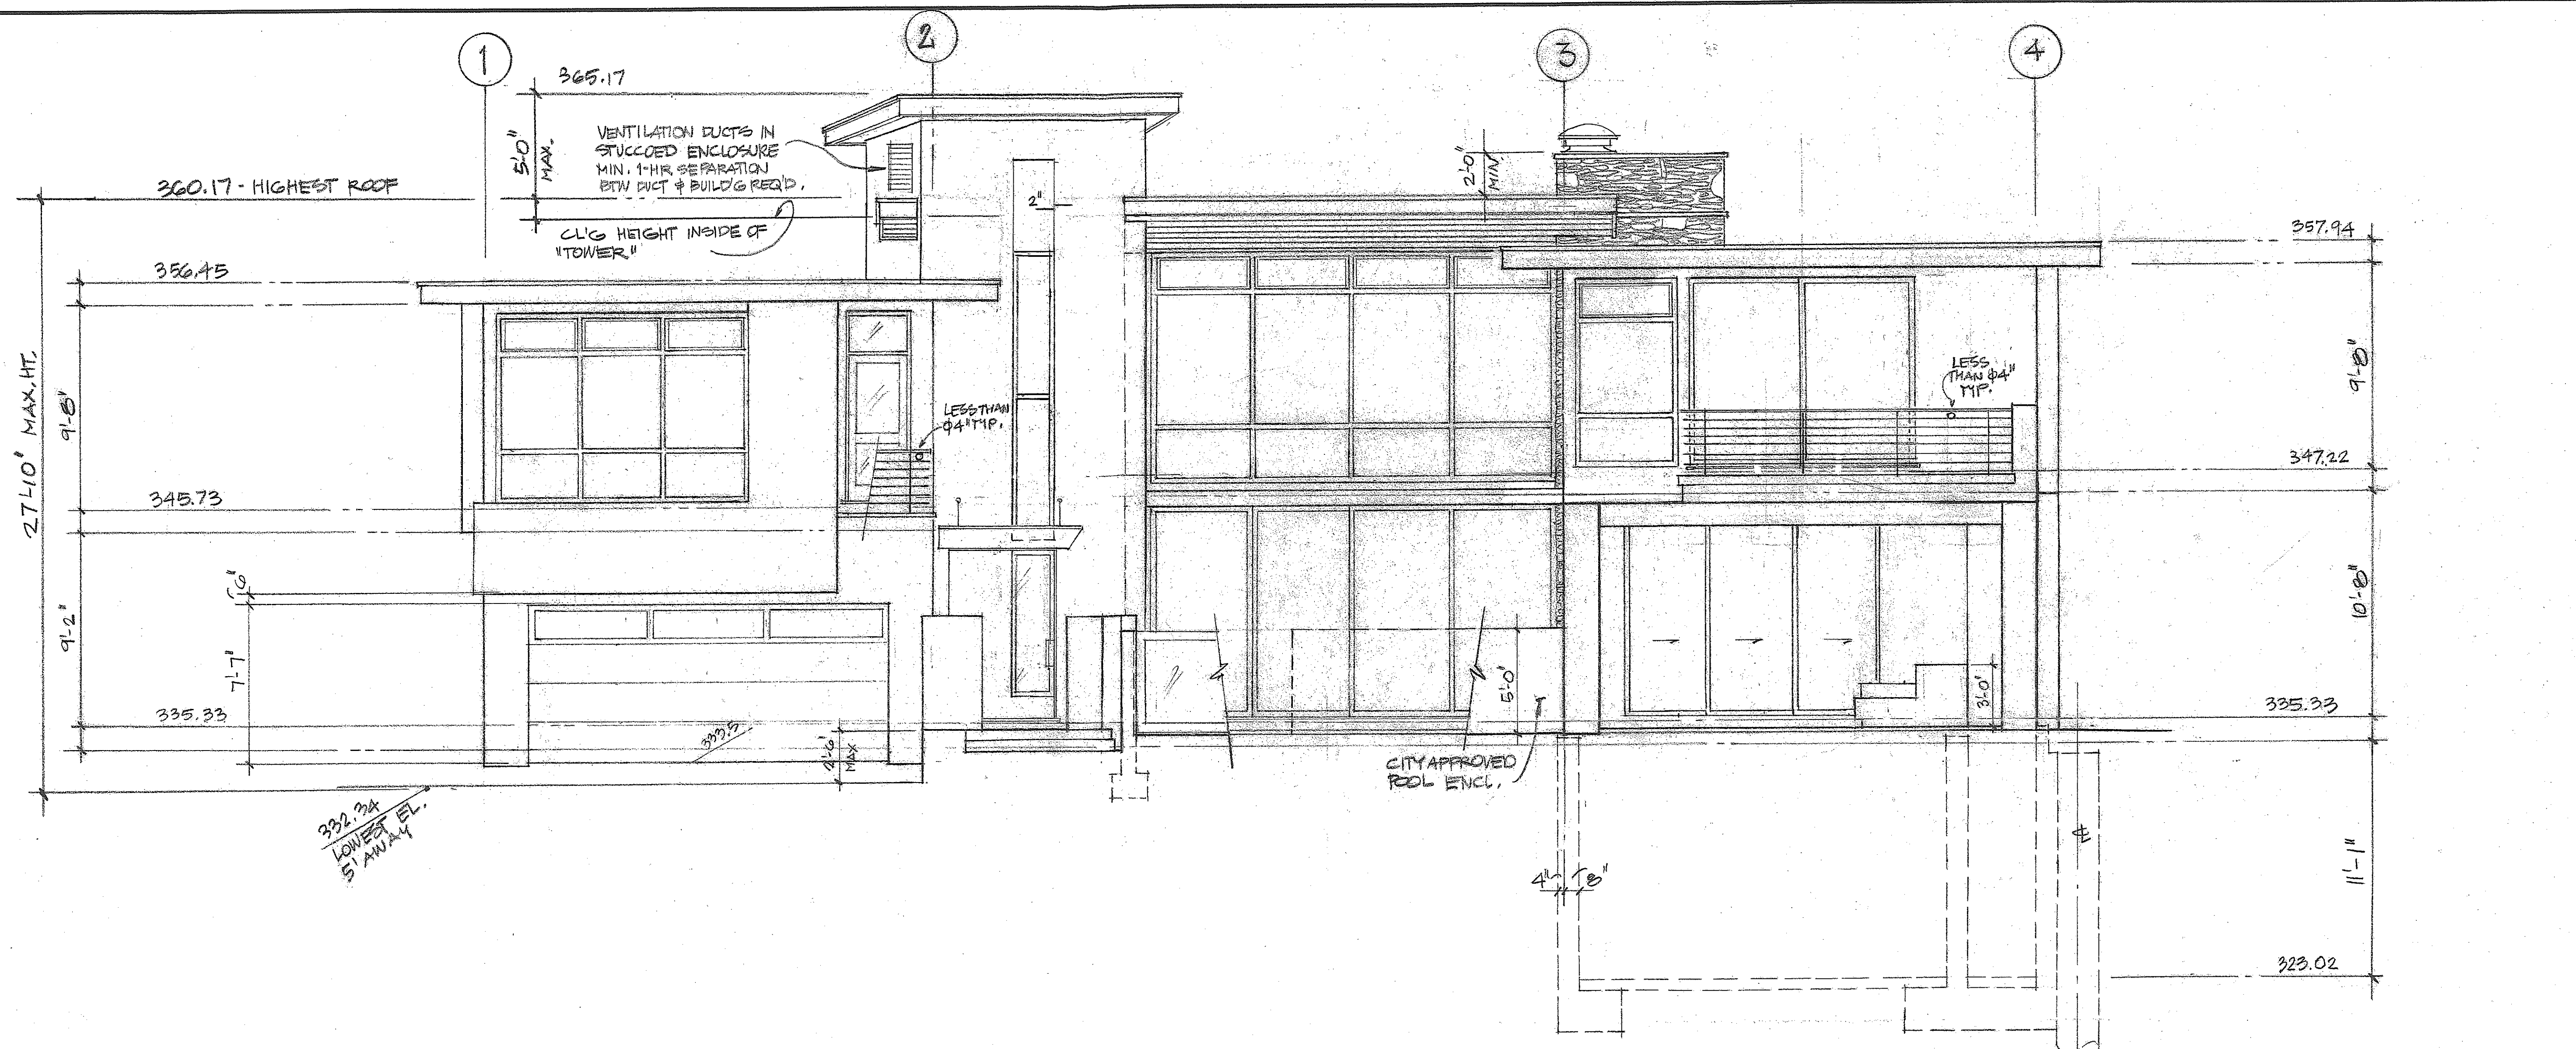 1
2
3
4
365.17
5'-0"
MAX.
VENTILATION DUCTS IN
STUCCOED ENCLOSURE
MIN. 1-HR SEPARATION
BTW DUCT & BUILD'G REQ'D.
2'-0"
MIN.
360.17 - HIGHEST ROOF
2"
CL'G HEIGHT INSIDE OF
"TOWER"
357.94
356.45
27'-10" MAX. HT.
9'-8"
LESS THAN
φ4" TYP.
LESS
THAN φ4"
TYP.
9'-8"
347.22
345.73
6"
9'-2"
7'-7"
10'-8"
5'-0"
3'-0"
335.33
335.33
333.5
2'-6"
MAX
CITY APPROVED
POOL ENCL.
332.34
LOWEST EL.
5' AWAY
℄
4"
8"
11'-1"
323.02